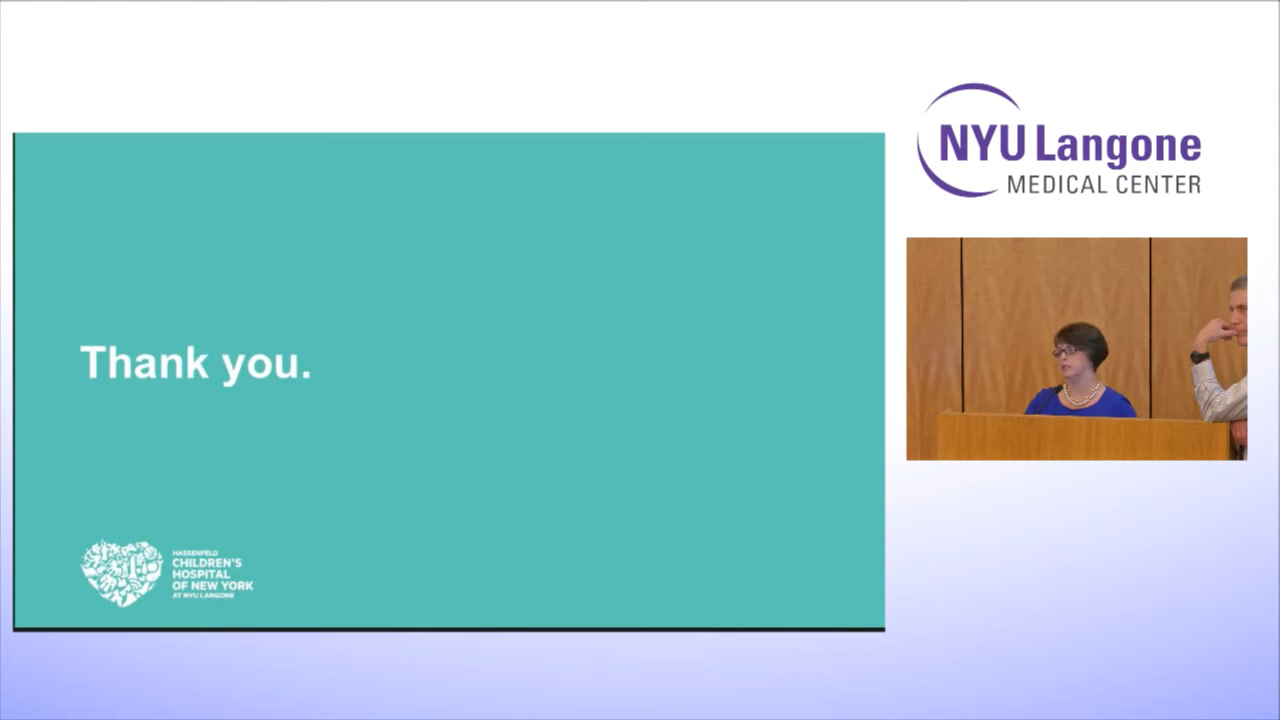 NYU Langone
MEDICAL CENTER
Thank you.
HASSENFELD
CHILDREN'S
HOSPITAL
OF NEW YORK
AT NYU LANGONE